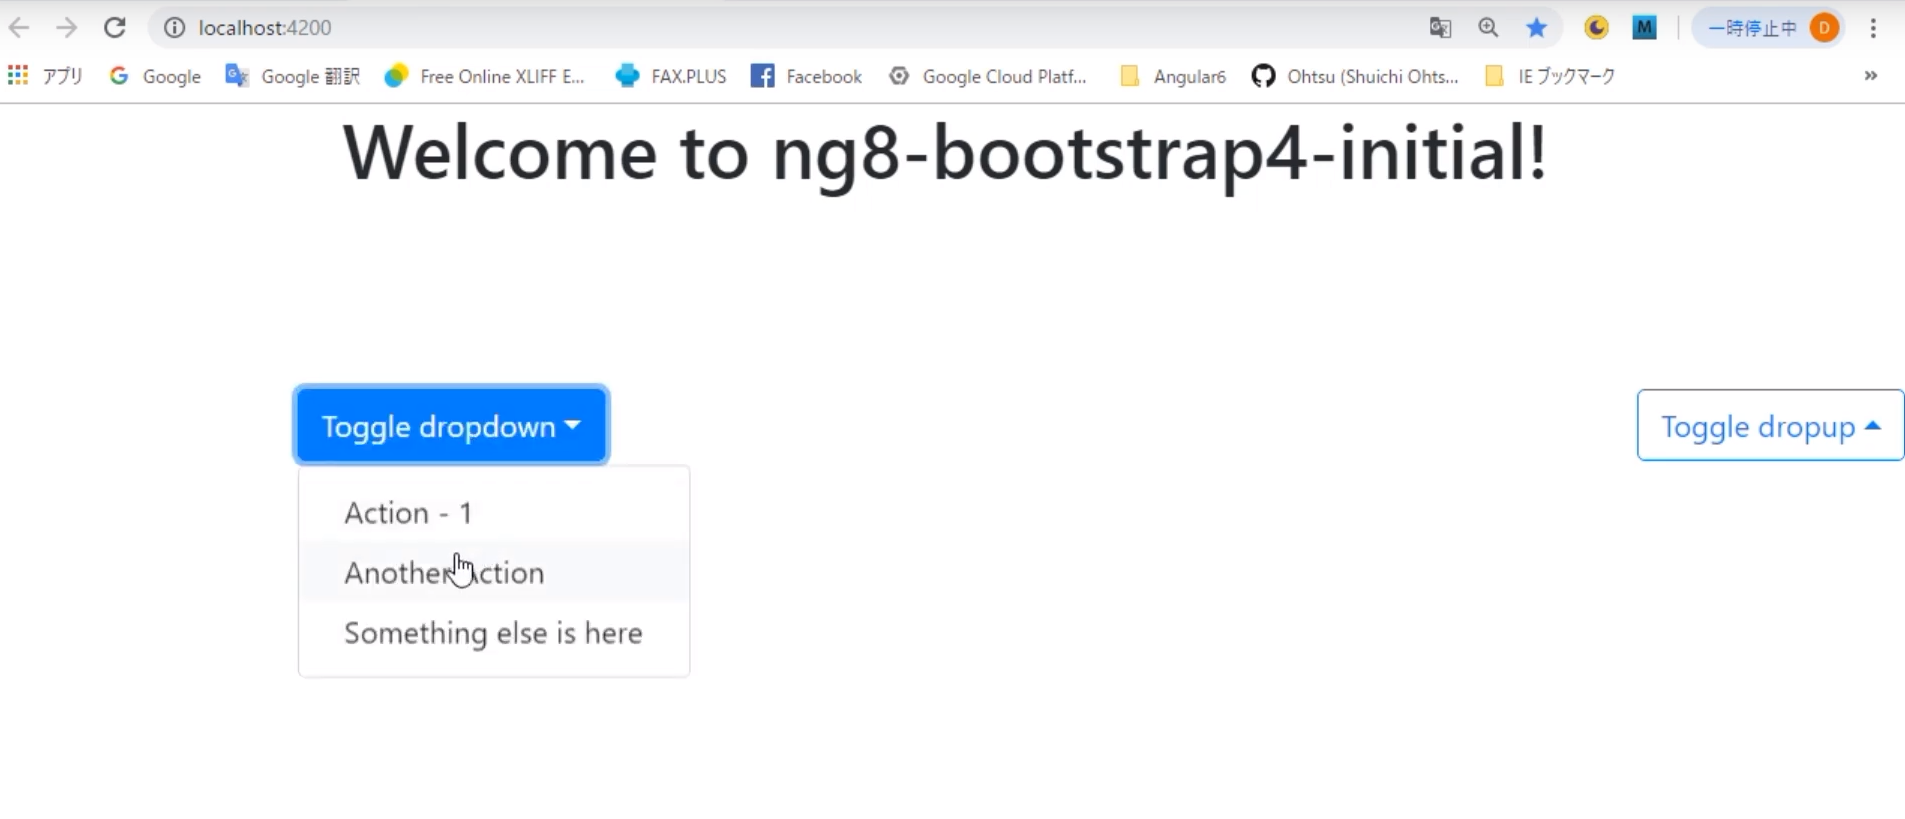 localhost:4200
M
一時停止中 D
アプリ G Google Google 翻訳 Free Online XLIFF E... FAX.PLUS Facebook Google Cloud Platf... Angular6 Ohtsu (Shuichi Ohts... IE ブックマーク »
Welcome to ng8-bootstrap4-initial!
Toggle dropdown
Toggle dropup
Action - 1
Another Action
Something else is here